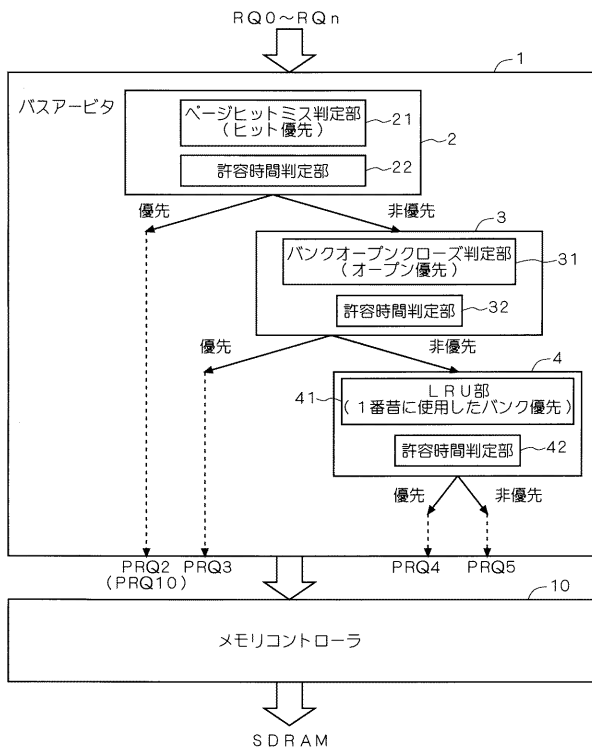 RQ0～RQn
1
バスアービタ
ページヒットミス判定部
(ヒット優先)
21
2
許容時間判定部
22
優先
非優先
3
バンクオープンクローズ判定部
(オープン優先)
31
許容時間判定部
32
優先
非優先
4
LRU部
(1番昔に使用したバンク優先)
41
許容時間判定部
42
優先
非優先
PRQ2
(PRQ10)
PRQ3
PRQ4
PRQ5
10
メモリコントローラ
SDRAM